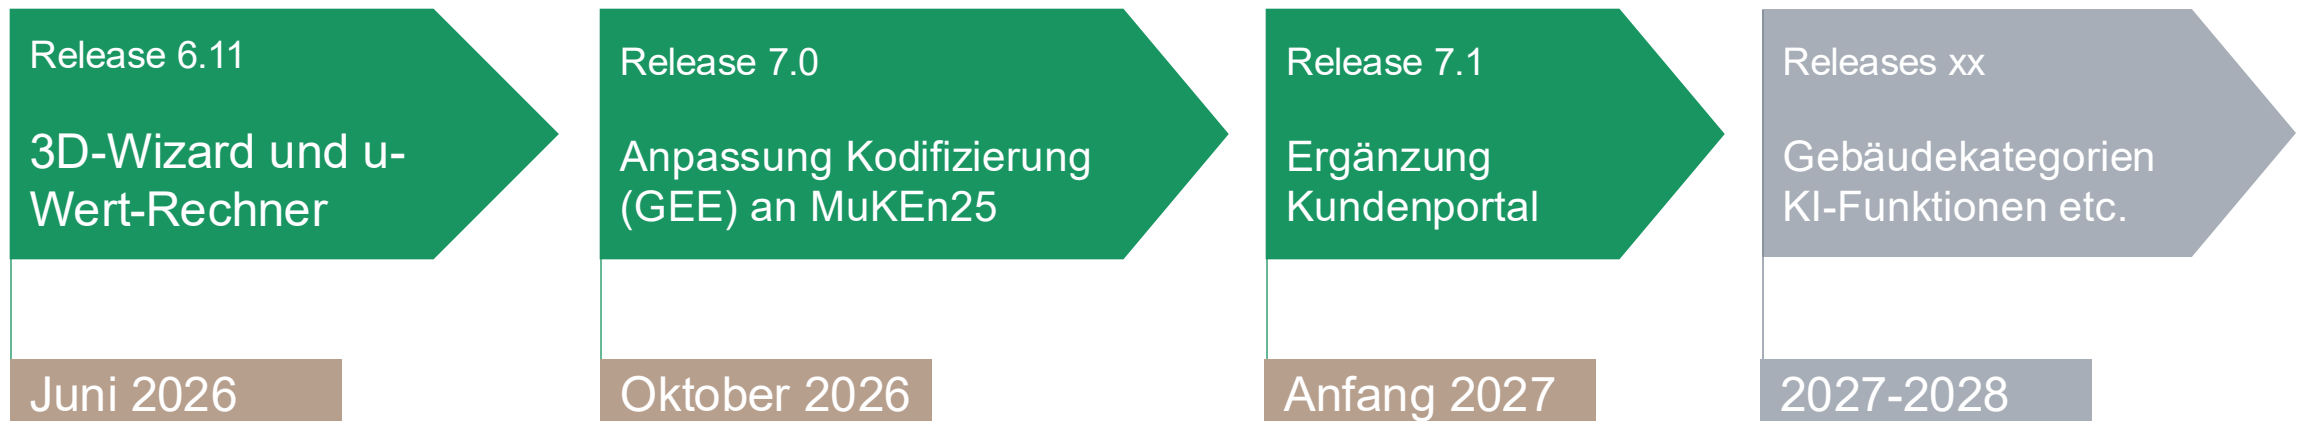 Release 6.11
3D-Wizard und u-
Wert-Rechner
Juni 2026
Release 7.0
Anpassung Kodifizierung
(GEE) an MuKEn25
Oktober 2026
Release 7.1
Ergänzung
Kundenportal
Anfang 2027
Releases xx
Gebäudekategorien
KI-Funktionen etc.
2027-2028